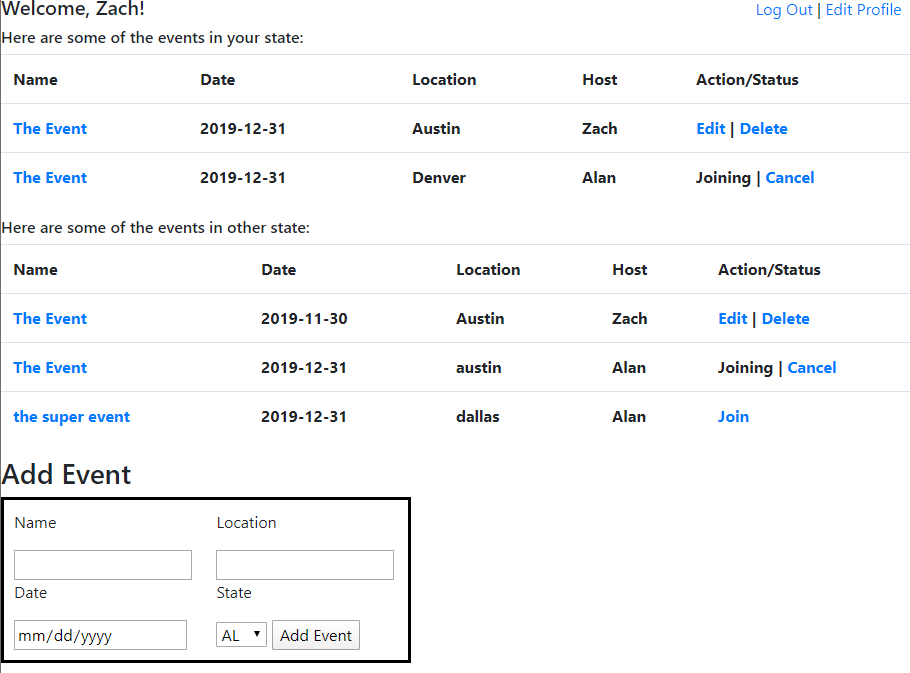 Welcome, Zach! Log Out | Edit Profile
Here are some of the events in your state:
Name Date Location Host Action/Status
The Event 2019-12-31 Austin Zach Edit | Delete
The Event 2019-12-31 Denver Alan Joining | Cancel
Here are some of the events in other state:
Name Date Location Host Action/Status
The Event 2019-11-30 Austin Zach Edit | Delete
The Event 2019-12-31 austin Alan Joining | Cancel
the super event 2019-12-31 dallas Alan Join
Add Event
Name Location
Date State
mm/dd/yyyy AL Add Event